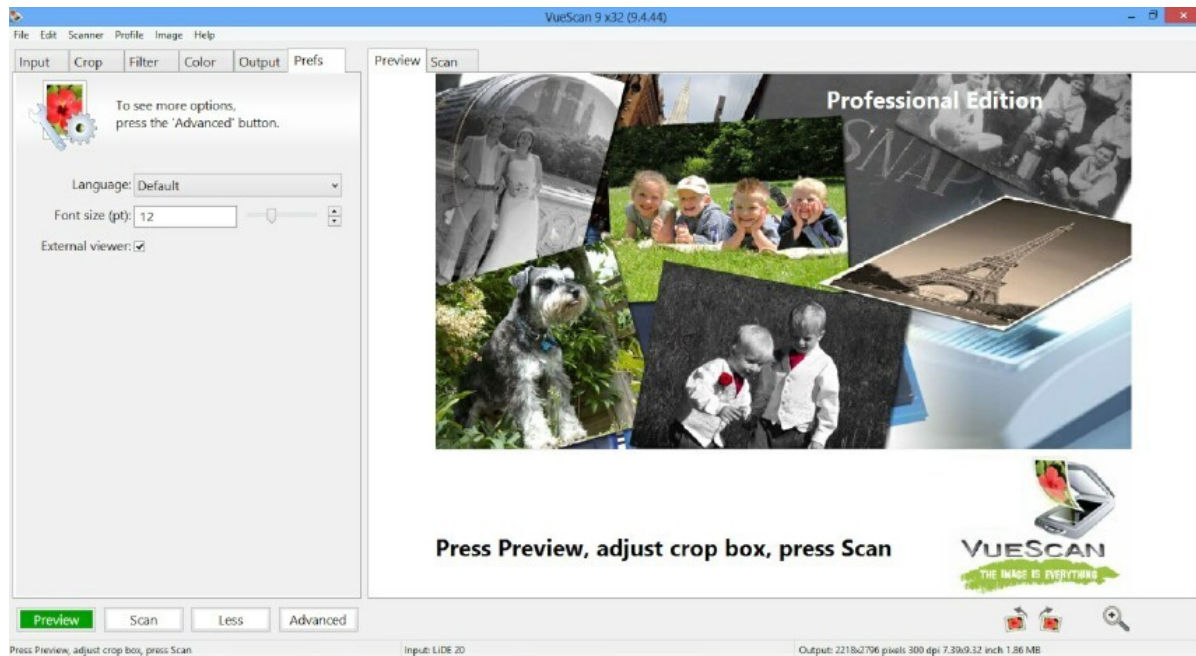 VueScan 9 x32 (9.4.44)
File Edit Scanner Profile Image Help
Input Crop Filter Color Output Prefs
Preview Scan
To see more options,
press the 'Advanced' button.
Language: Default
Font size (pt): 12
External viewer:
Professional Edition
SNAP
Press Preview, adjust crop box, press Scan
VUESCAN
THE IMAGE IS EVERYTHING
Preview Scan Less Advanced
Press Preview, adjust crop box, press Scan
Input: LiDE 20
Output: 2218x2796 pixels 300 dpi 7.39x9.32 inch 1.86 MB